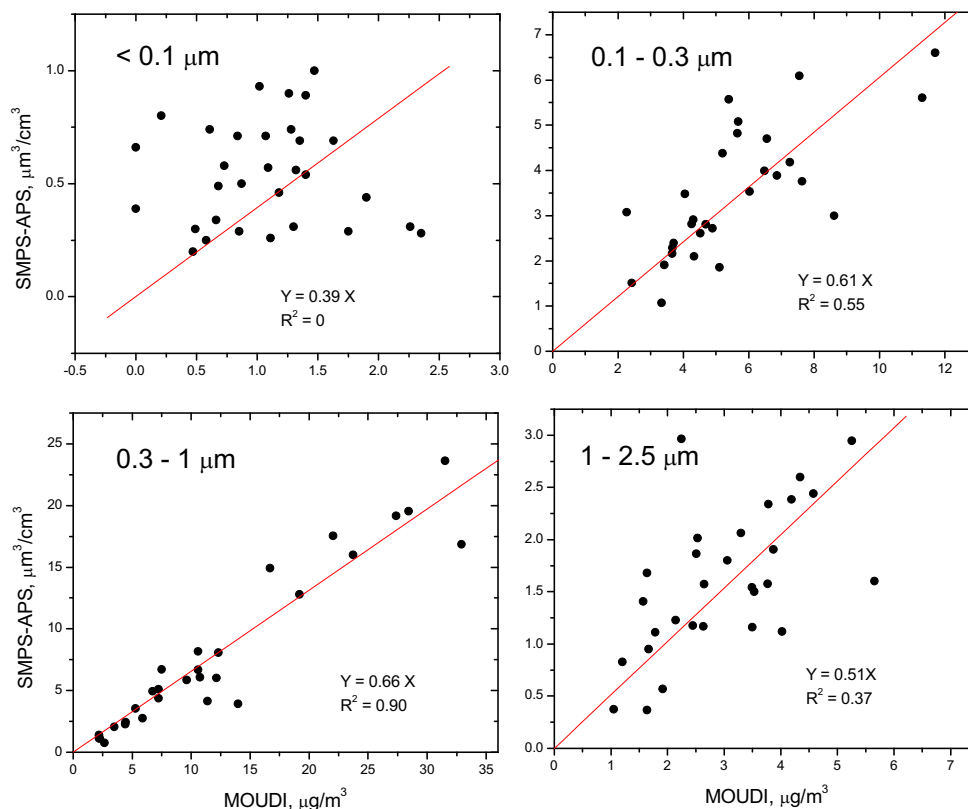 < 0.1 μm
SMPS-APS, μm³/cm³
1.0
0.5
0.0
Y = 0.39 X
R² = 0
-0.5 0.0 0.5 1.0 1.5 2.0 2.5 3.0
0.1 - 0.3 μm
7
6
5
4
3
2
1
0
Y = 0.61 X
R² = 0.55
0 2 4 6 8 10 12
0.3 - 1 μm
SMPS-APS, μm³/cm³
25
20
15
10
5
0
Y = 0.66 X
R² = 0.90
0 5 10 15 20 25 30 35
MOUDI, μg/m³
1 - 2.5 μm
3.0
2.5
2.0
1.5
1.0
0.5
0.0
Y = 0.51X
R² = 0.37
0 1 2 3 4 5 6 7
MOUDI, μg/m³